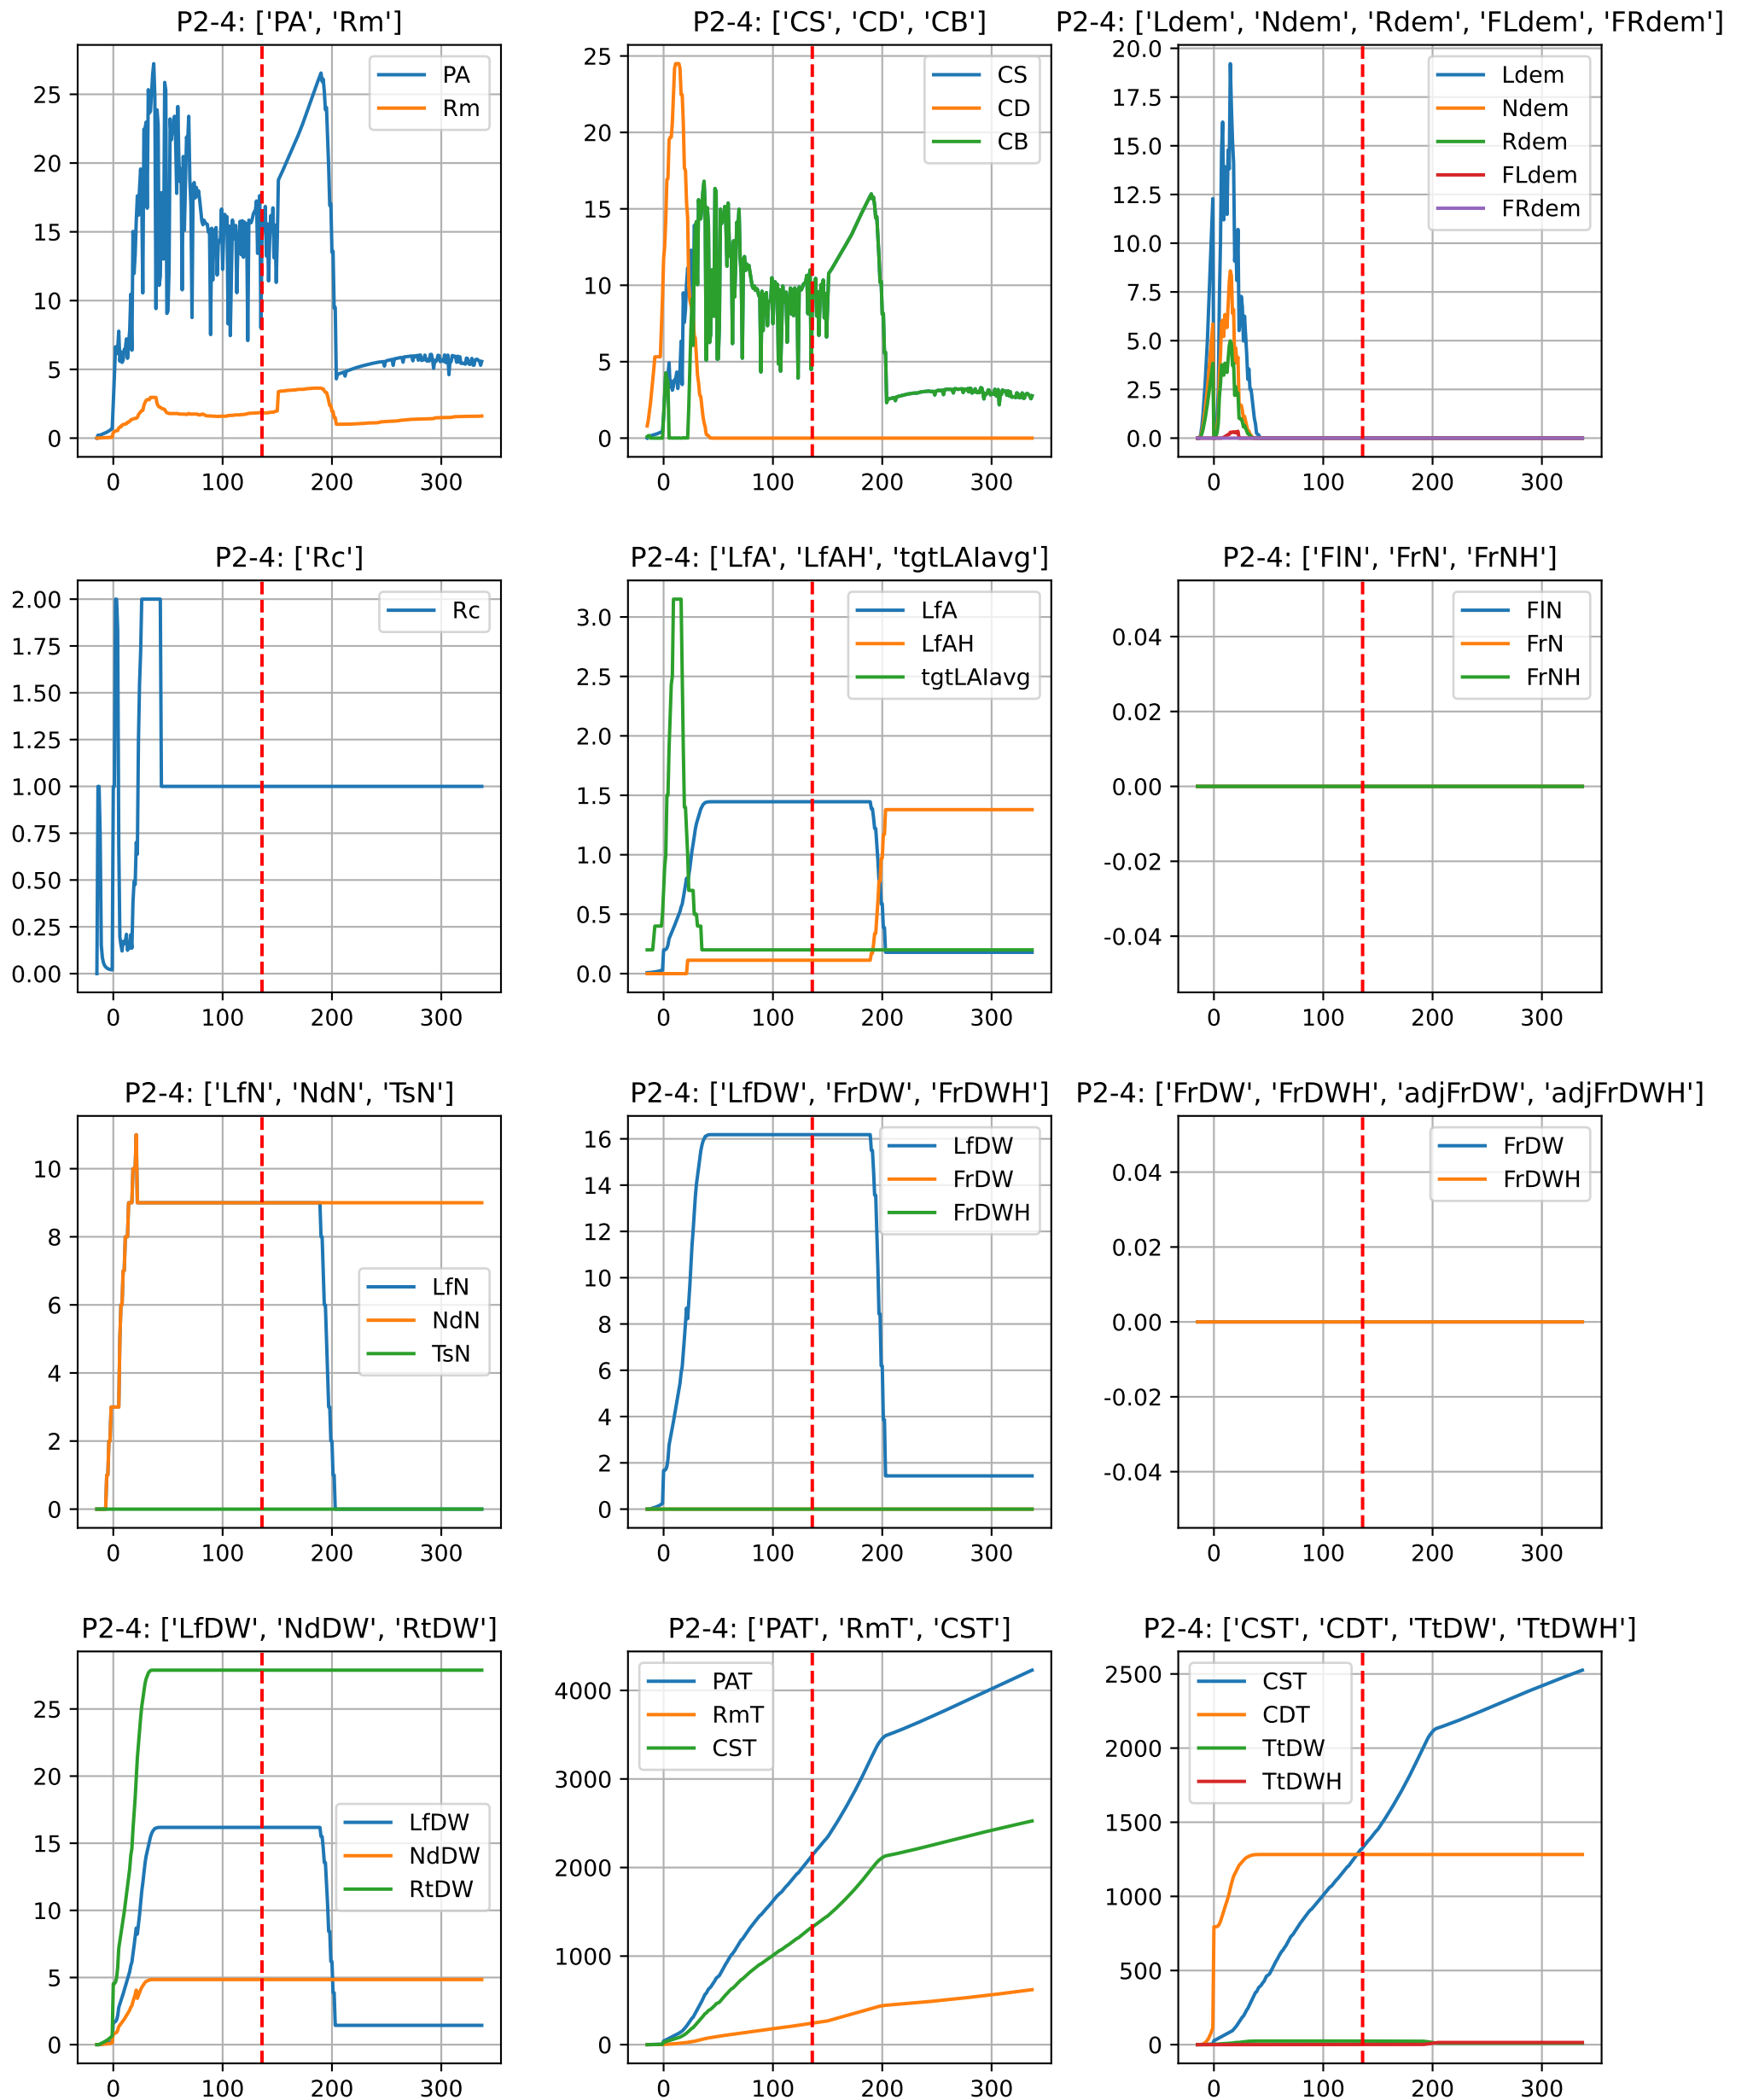 P2-4: ['PA', 'Rm']
25
20
15
10
5
0
0 100 200 300
PA
Rm
P2-4: ['CS', 'CD', 'CB']
25
20
15
10
5
0
0 100 200 300
CS
CD
CB
P2-4: ['Ldem', 'Ndem', 'Rdem', 'FLdem', 'FRdem']
20.0
17.5
15.0
12.5
10.0
7.5
5.0
2.5
0.0
0 100 200 300
Ldem
Ndem
Rdem
FLdem
FRdem
P2-4: ['Rc']
2.00
1.75
1.50
1.25
1.00
0.75
0.50
0.25
0.00
0 100 200 300
Rc
P2-4: ['LfA', 'LfAH', 'tgtLAIavg']
3.0
2.5
2.0
1.5
1.0
0.5
0.0
0 100 200 300
LfA
LfAH
tgtLAIavg
P2-4: ['FlN', 'FrN', 'FrNH']
0.04
0.02
0.00
-0.02
-0.04
0 100 200 300
FlN
FrN
FrNH
P2-4: ['LfN', 'NdN', 'TsN']
10
8
6
4
2
0
0 100 200 300
LfN
NdN
TsN
P2-4: ['LfDW', 'FrDW', 'FrDWH']
16
14
12
10
8
6
4
2
0
0 100 200 300
LfDW
FrDW
FrDWH
P2-4: ['FrDW', 'FrDWH', 'adjFrDW', 'adjFrDWH']
0.04
0.02
0.00
-0.02
-0.04
0 100 200 300
FrDW
FrDWH
P2-4: ['LfDW', 'NdDW', 'RtDW']
25
20
15
10
5
0
0 100 200 300
LfDW
NdDW
RtDW
P2-4: ['PAT', 'RmT', 'CST']
4000
3000
2000
1000
0
0 100 200 300
PAT
RmT
CST
P2-4: ['CST', 'CDT', 'TtDW', 'TtDWH']
2500
2000
1500
1000
500
0
0 100 200 300
CST
CDT
TtDW
TtDWH